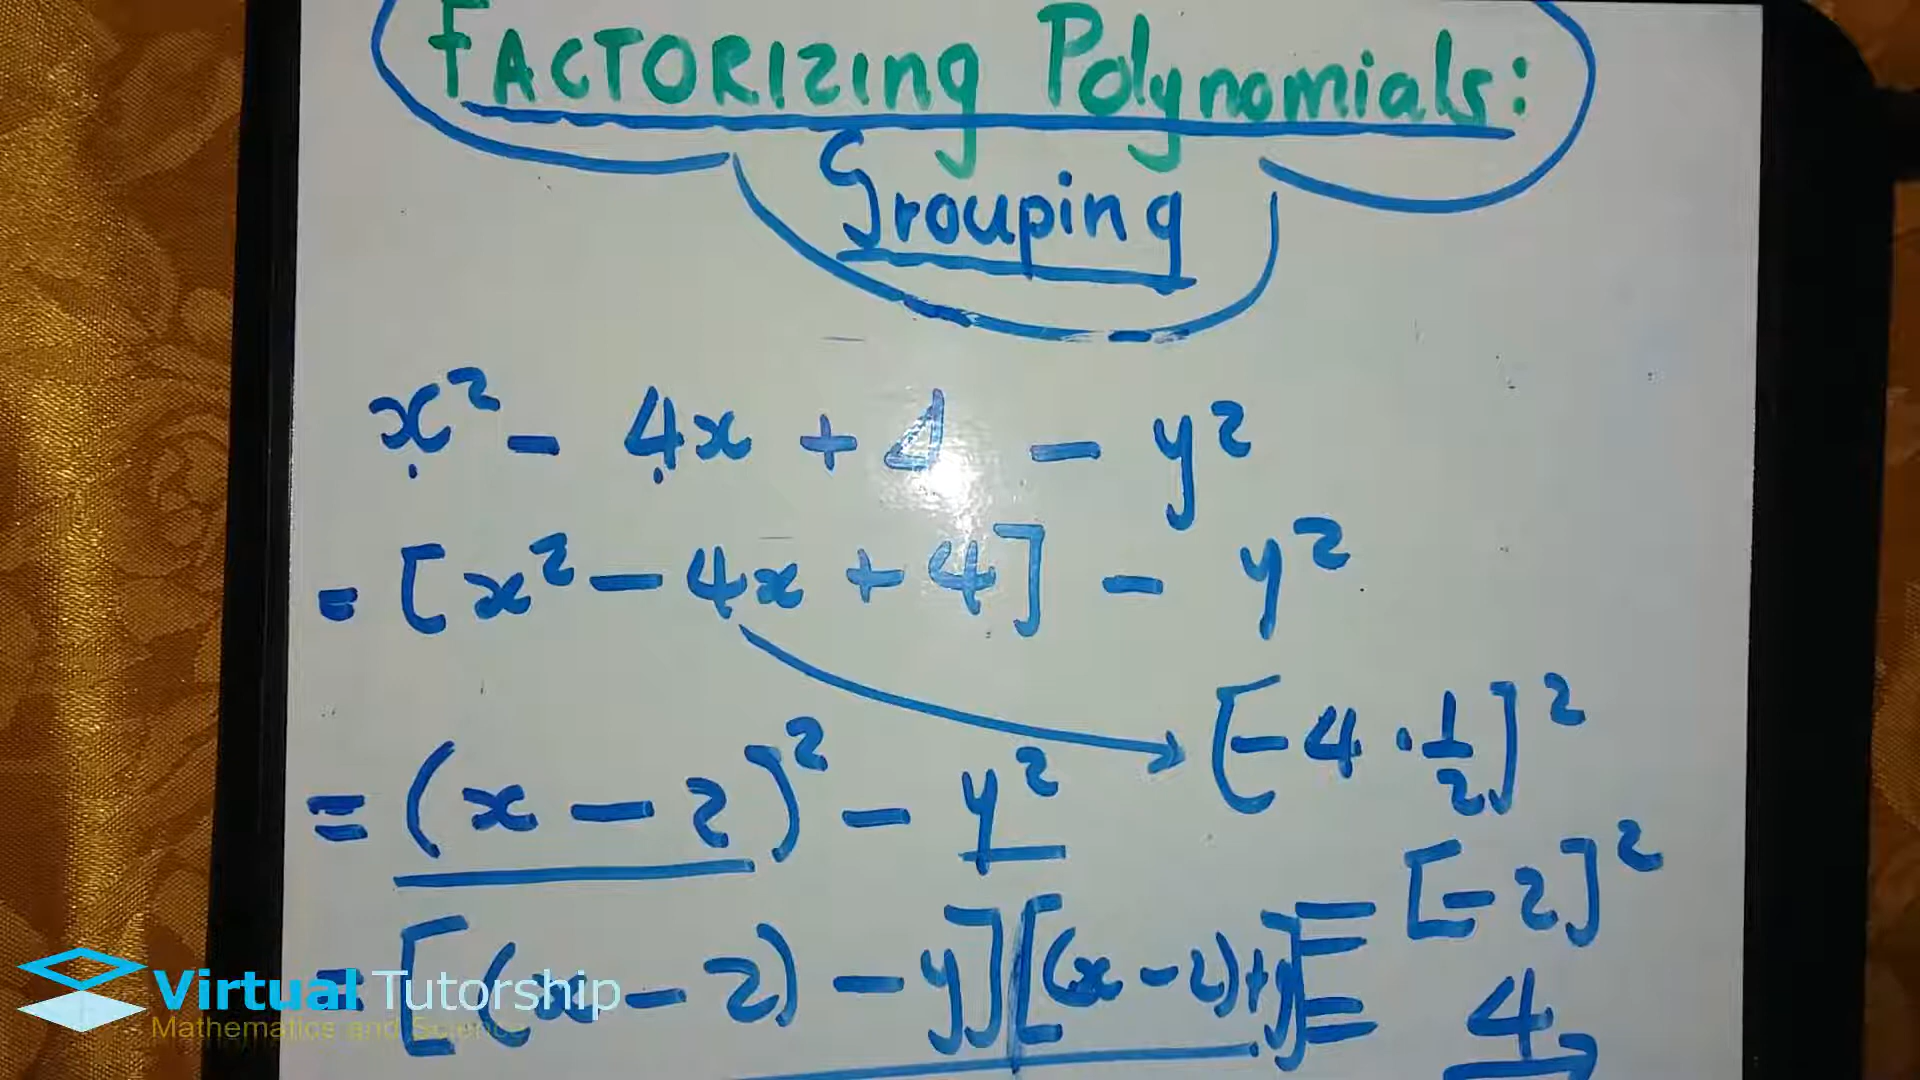 FACTORIZING Polynomials:
Grouping
x² - 4x + 4 - y²
= [x² - 4x + 4] - y²
[-4 · 1/2]²
= (x - 2)² - y²
[-2]²
= [(x - 2) - y][(x - 2) + y]
= 4
Virtual Tutorship
Mathematics and Science